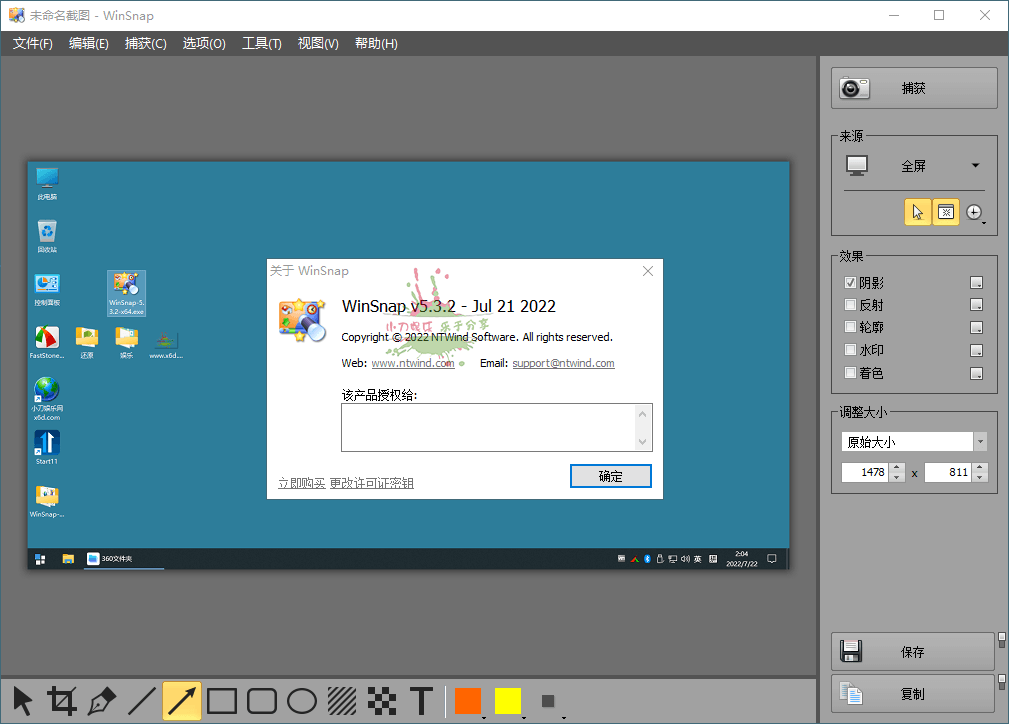 未命名截图 - WinSnap
文件(F) 编辑(E) 捕获(C) 选项(O) 工具(T) 视图(V) 帮助(H)
捕获
来源
全屏
效果
阴影
反射
轮廓
水印
着色
调整大小
原始大小
1478 x 811
保存
复制
此电脑
回收站
控制面板
WinSnap-5.
3.2-x64.exe
FastStone... 还原 娱乐 www.x6d....
小刀娱乐网
x6d.com
Start11
WinSnap-...
关于 WinSnap
WinSnap v5.3.2 - Jul 21 2022
小刀娱乐 乐于分享
Copyright © 2022 NTWind Software. All rights reserved.
Web: www.ntwind.com Email: support@ntwind.com
该产品授权给:
立即购买 更改许可证密钥
确定
360文件夹
英
2:04
2022/7/22
T